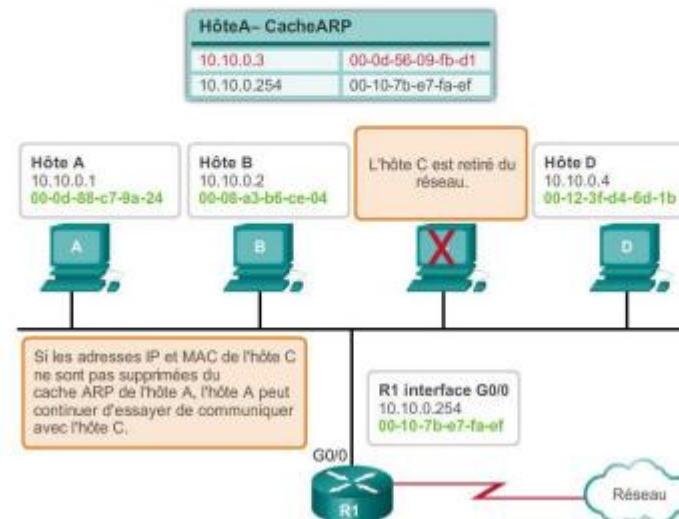 HôteA– CacheARP
10.10.0.3 00-0d-56-09-fb-d1
10.10.0.254 00-10-7b-e7-fa-ef
Hôte A
10.10.0.1
00-0d-88-c7-9a-24
Hôte B
10.10.0.2
00-08-a3-b6-ce-04
L'hôte C est retiré du
réseau.
Hôte D
10.10.0.4
00-12-3f-d4-6d-1b
A
B
D
Si les adresses IP et MAC de l'hôte C
ne sont pas supprimées du
cache ARP de l'hôte A, l'hôte A peut
continuer d'essayer de communiquer
avec l'hôte C.
R1 interface G0/0
10.10.0.254
00-10-7b-e7-fa-ef
G0/0
R1
Réseau